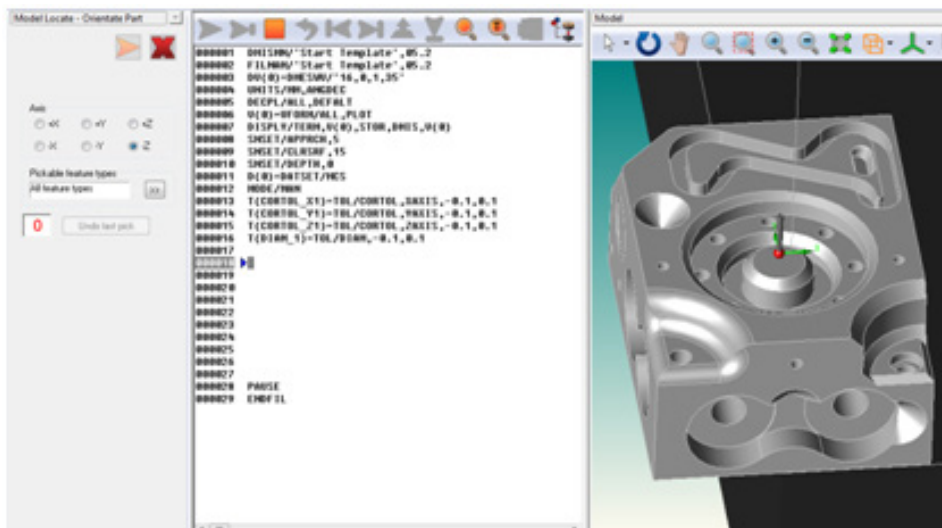 Model Locate - Orientate Part
Axis
+X +Y +Z
-X -Y -Z
Pickable feature types
All feature types >>
0 Undo last pick
000001 DMISMN/'Start Template',05.2
000002 FILNAM/'Start Template',05.2
000003 DV(0)=DMESWV/'16,0,1,35'
000004 UNITS/MM,ANGDEC
000005 DECPL/ALL,DEFALT
000006 V(0)=VFORM/ALL,PLOT
000007 DISPLY/TERM,V(0),STOR,DMIS,V(0)
000008 SNSET/APPRCH,5
000009 SNSET/CLRSRF,15
000010 SNSET/DEPTH,0
000011 D(0)=DATSET/MCS
000012 MODE/MAN
000013 T(CORTOL_X1)=TOL/CORTOL,XAXIS,-0.1,0.1
000014 T(CORTOL_Y1)=TOL/CORTOL,YAXIS,-0.1,0.1
000015 T(CORTOL_Z1)=TOL/CORTOL,ZAXIS,-0.1,0.1
000016 T(DIAM_1)=TOL/DIAM,-0.1,0.1
000017
000018
000019
000020
000021
000022
000023
000024
000025
000026
000027
000028 PAUSE
000029 ENDFIL
Model